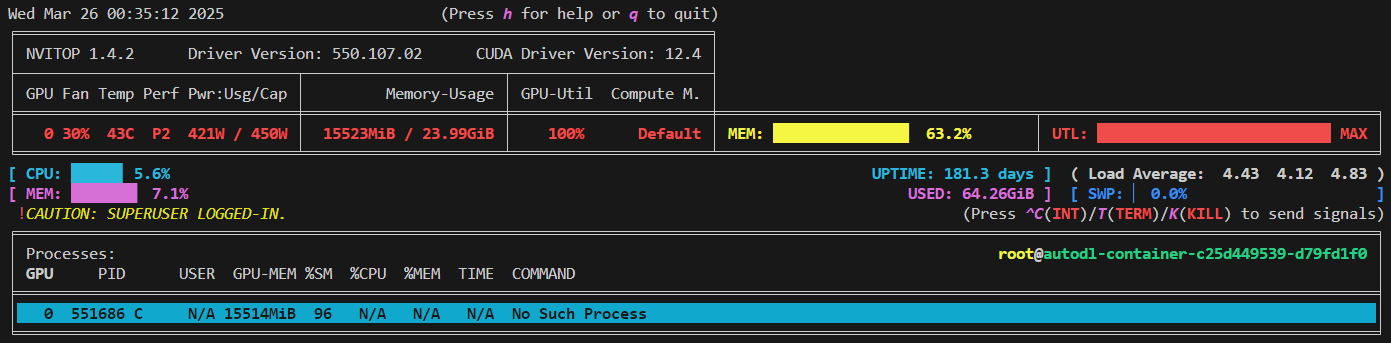 Wed Mar 26 00:35:12 2025 (Press h for help or q to quit)
NVITOP 1.4.2 Driver Version: 550.107.02 CUDA Driver Version: 12.4
GPU Fan Temp Perf Pwr:Usg/Cap Memory-Usage GPU-Util Compute M.
0 30% 43C P2 421W / 450W 15523MiB / 23.99GiB 100% Default MEM: 63.2% UTL: MAX
[ CPU: 5.6% UPTIME: 181.3 days ] ( Load Average: 4.43 4.12 4.83 )
[ MEM: 7.1% USED: 64.26GiB ] [ SWP: 0.0% ]
!CAUTION: SUPERUSER LOGGED-IN. (Press ^C(INT)/T(TERM)/K(KILL) to send signals)
Processes: root@autodl-container-c25d449539-d79fd1f0
GPU PID USER GPU-MEM %SM %CPU %MEM TIME COMMAND
0 551686 C N/A 15514MiB 96 N/A N/A N/A No Such Process